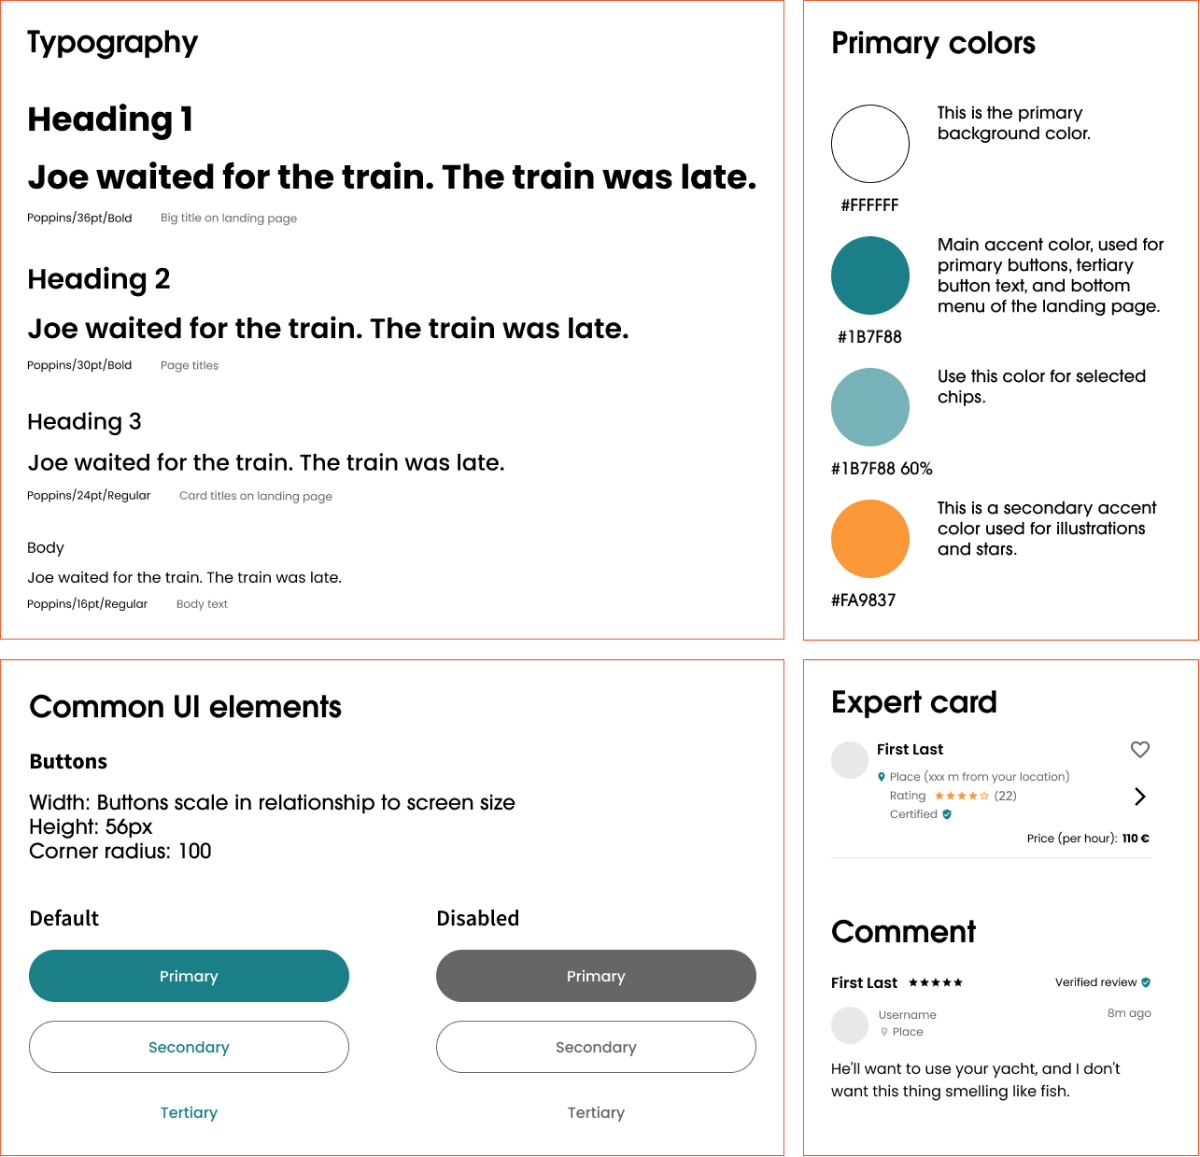 Typography
Heading 1
Joe waited for the train. The train was late.
Poppins/36pt/Bold Big title on landing page
Heading 2
Joe waited for the train. The train was late.
Poppins/30pt/Bold Page titles
Heading 3
Joe waited for the train. The train was late.
Poppins/24pt/Regular Card titles on landing page
Body
Joe waited for the train. The train was late.
Poppins/16pt/Regular Body text
Primary colors
This is the primary
background color.
#FFFFFF
Main accent color, used for
primary buttons, tertiary
button text, and bottom
menu of the landing page.
#1B7F88
Use this color for selected
chips.
#1B7F88 60%
This is a secondary accent
color used for illustrations
and stars.
#FA9837
Common UI elements
Buttons
Width: Buttons scale in relationship to screen size
Height: 56px
Corner radius: 100
Default
Primary
Secondary
Tertiary
Disabled
Primary
Secondary
Tertiary
Expert card
First Last
Place (xxx m from your location)
Rating ★★★★☆ (22)
Certified
Price (per hour): 110 €
Comment
First Last ★★★★★ Verified review
Username 8m ago
Place
He'll want to use your yacht, and I don't
want this thing smelling like fish.